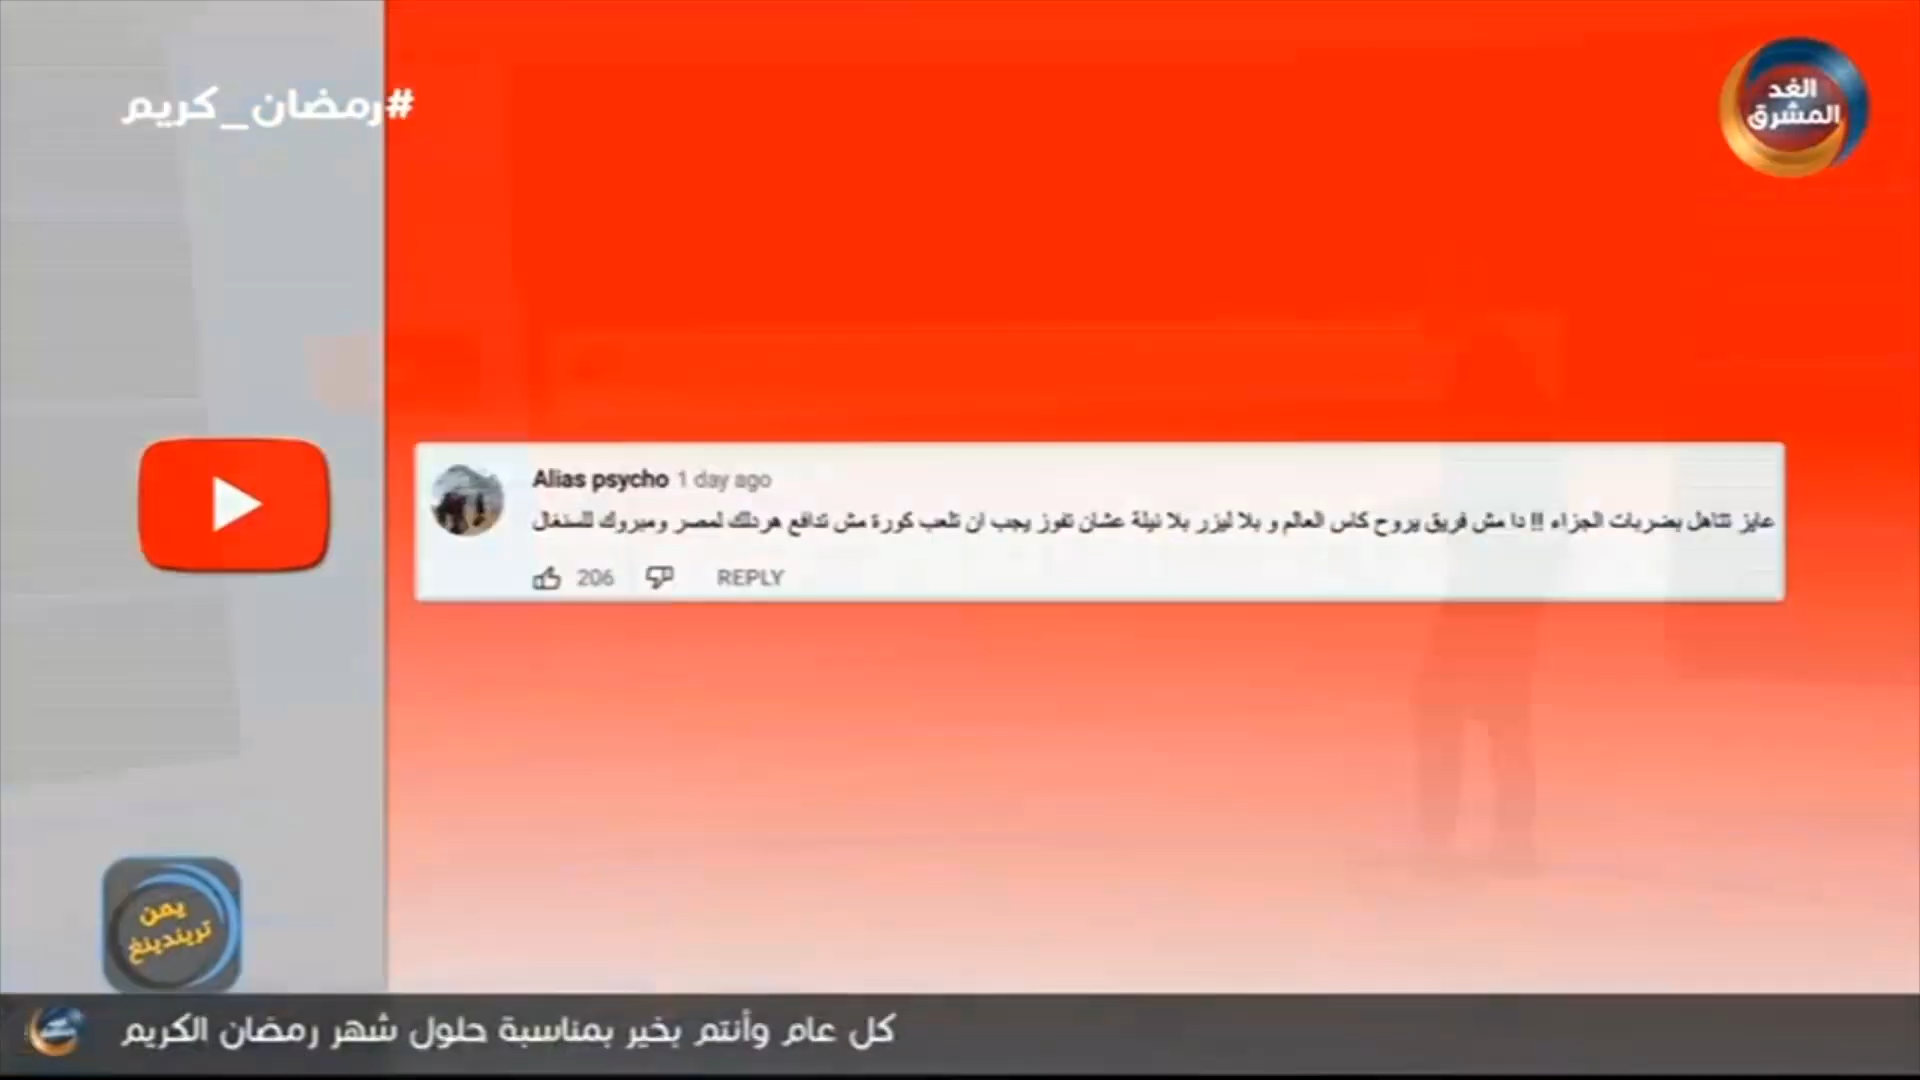 #رمضان_كريم
الغد
المشرق
Alias psycho 1 day ago
عايز تتاهل بضربات الجزاء !! دا مش فريق يروح كاس العالم و بلا ليزر بلا نيلة عشان تفوز يجب ان تلعب كورة مش تدافع هردلك لمصر ومبروك للسنغال
206 REPLY
يمن
تريندينغ
كل عام وأنتم بخير بمناسبة حلول شهر رمضان الكريم